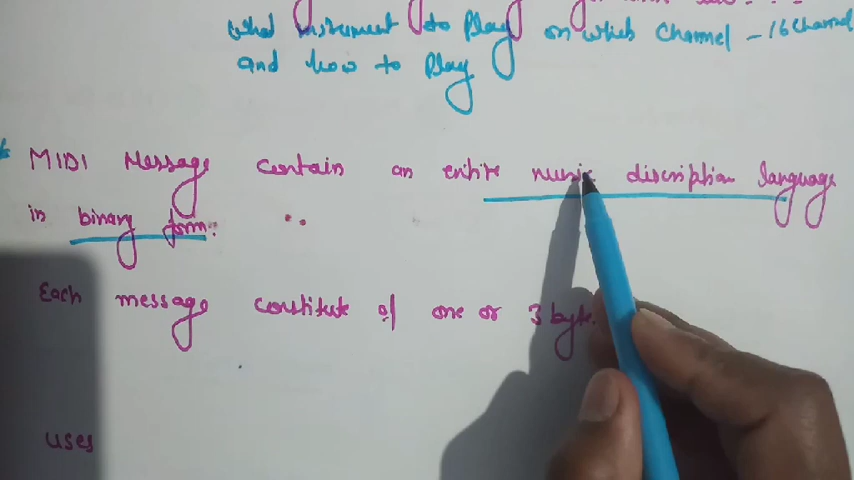 what instrument to play on which channel - 16 Channel
and how to play
* MIDI Message contain an entire music discription language
in binary form.
Each message constitute of one or 3 byte.
uses